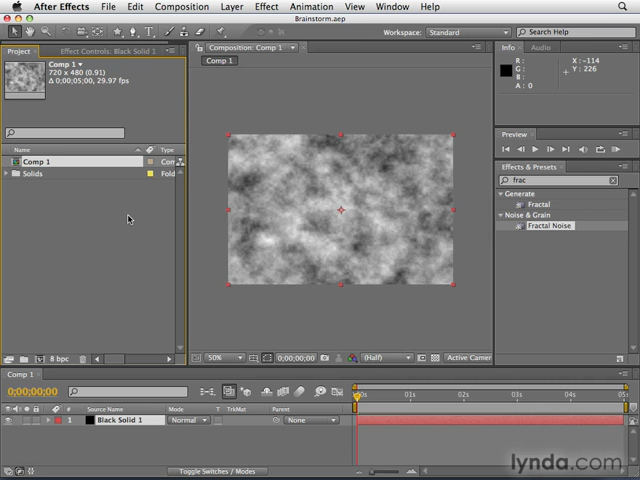 After Effects File Edit Composition Layer Effect Animation View Window Help
Brainstorm.aep
Workspace: Standard Search Help
Project Effect Controls: Black Solid 1 Composition: Comp 1 Info Audio
Comp 1
Comp 1
720 x 480 (0.91)
Δ 0;00;05;00, 29.97 fps
R :
G :
B :
A : 0
X : -114
Y : 226
Preview
Effects & Presets
frac
Generate
Fractal
Noise & Grain
Fractal Noise
Name Type
Comp 1 Con
Solids Fold
8 bpc 50% 0;00;00;00 (Half) Active Camer
Comp 1
0;00;00;00
00s 01s 02s 03s 04s 05s
# Source Name Mode T TrkMat Parent
1 Black Solid 1 Normal None
Toggle Switches / Modes
lynda.com